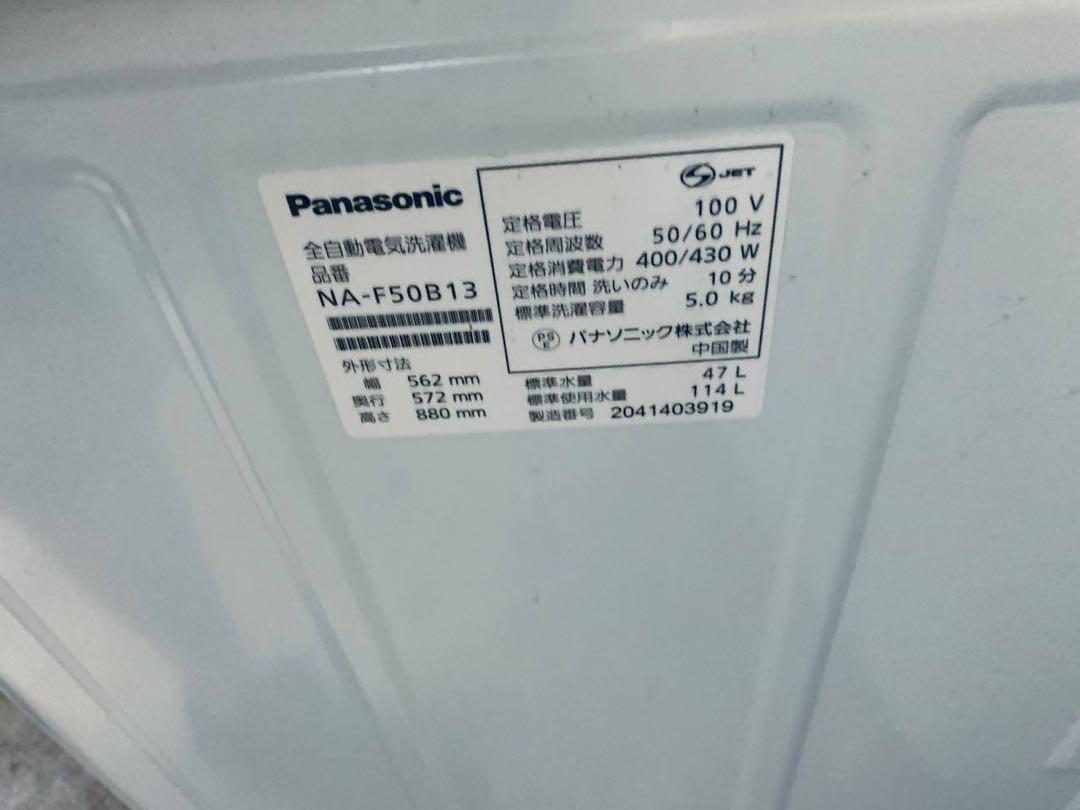 Panasonic
全自動電気洗濯機
品番
NA-F50B13
外形寸法
幅 562 mm
奥行 572 mm
高さ 880 mm
JET
定格電圧 100 V
定格周波数 50/60 Hz
定格消費電力 400/430 W
定格時間 洗いのみ 10 分
標準洗濯容量 5.0 kg
PS E パナソニック株式会社
中国製
標準水量 47 L
標準使用水量 114 L
製造番号 2041403919